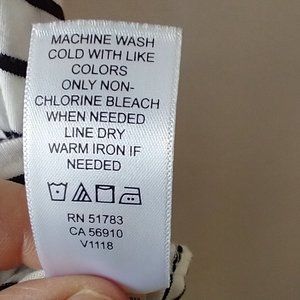 MACHINE WASH
COLD WITH LIKE
COLORS
ONLY NON-
CHLORINE BLEACH
WHEN NEEDED
LINE DRY
WARM IRON IF
NEEDED
RN 51783
CA 56910
V1118